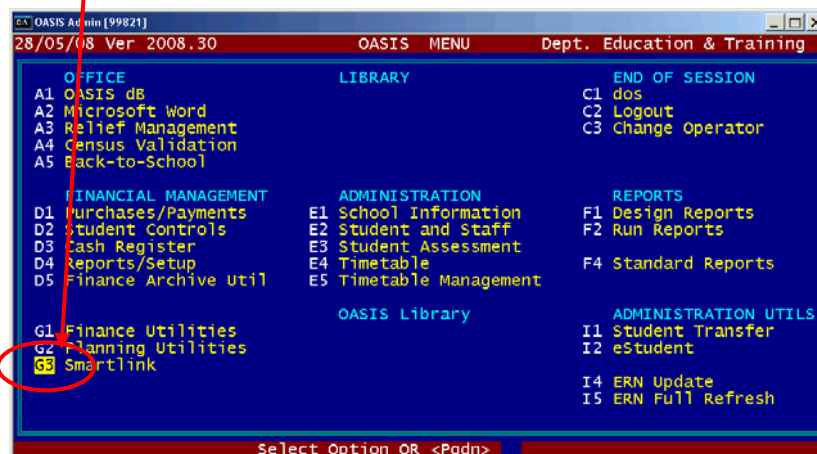 OASIS Admin [99821]
28/05/08 Ver 2008.30 OASIS MENU Dept. Education & Training
OFFICE LIBRARY END OF SESSION
A1 OASIS dB C1 dos
A2 Microsoft Word C2 Logout
A3 Relief Management C3 Change Operator
A4 Census Validation
A5 Back-to-School
FINANCIAL MANAGEMENT ADMINISTRATION REPORTS
D1 Purchases/Payments E1 School Information F1 Design Reports
D2 Student Controls E2 Student and Staff F2 Run Reports
D3 Cash Register E3 Student Assessment
D4 Reports/Setup E4 Timetable F4 Standard Reports
D5 Finance Archive Util E5 Timetable Management
OASIS Library ADMINISTRATION UTILS
G1 Finance Utilities I1 Student Transfer
G2 Planning Utilities I2 eStudent
G3 Smartlink
I4 ERN Update
I5 ERN Full Refresh
Select Option OR <Pgdn>